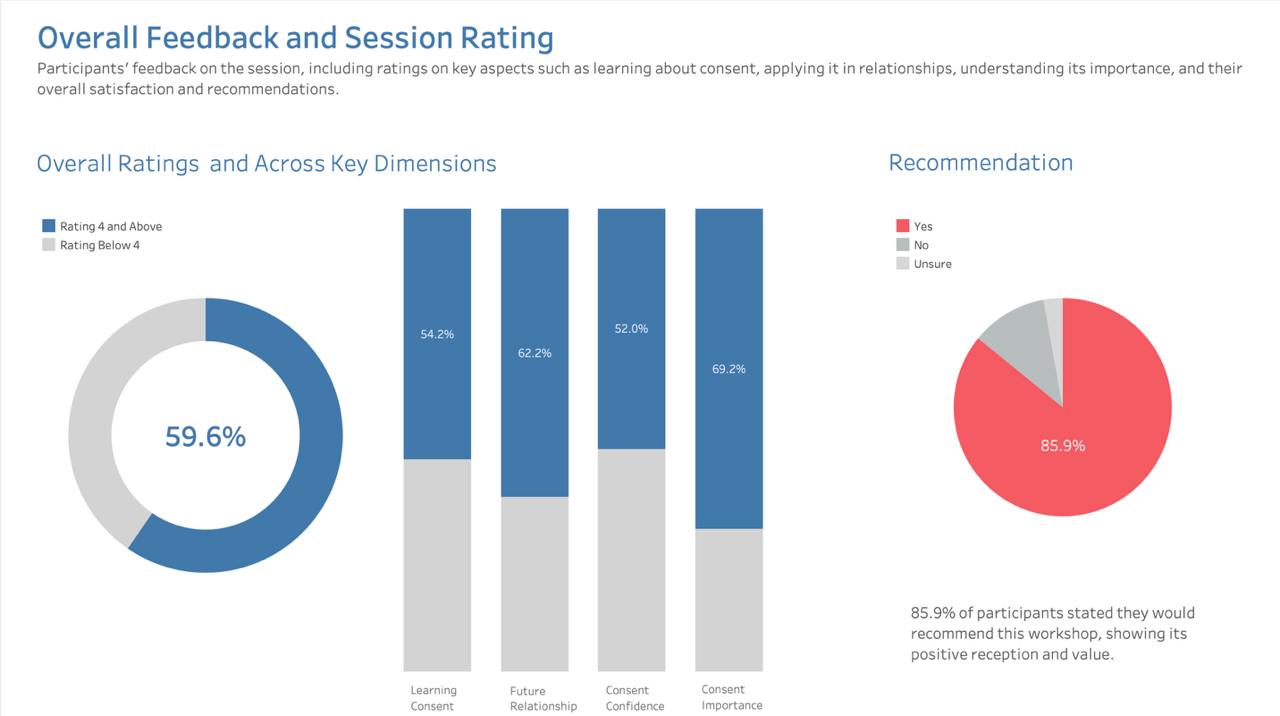 Overall Feedback and Session Rating
Participants' feedback on the session, including ratings on key aspects such as learning about consent, applying it in relationships, understanding its importance, and their
overall satisfaction and recommendations.
Overall Ratings and Across Key Dimensions
Rating 4 and Above
Rating Below 4
59.6%
54.2%
62.2%
52.0%
69.2%
Learning
Consent
Future
Relationship
Consent
Confidence
Consent
Importance
Recommendation
Yes
No
Unsure
85.9%
85.9% of participants stated they would
recommend this workshop, showing its
positive reception and value.